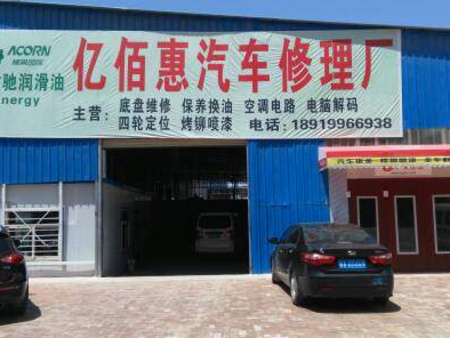 ACORN
驰润滑油
nergy
亿佰惠汽车修理厂
主营：
底盘维修 保养换油 空调电路 电脑解码
四轮定位 烤铆喷漆 电话：18919966938